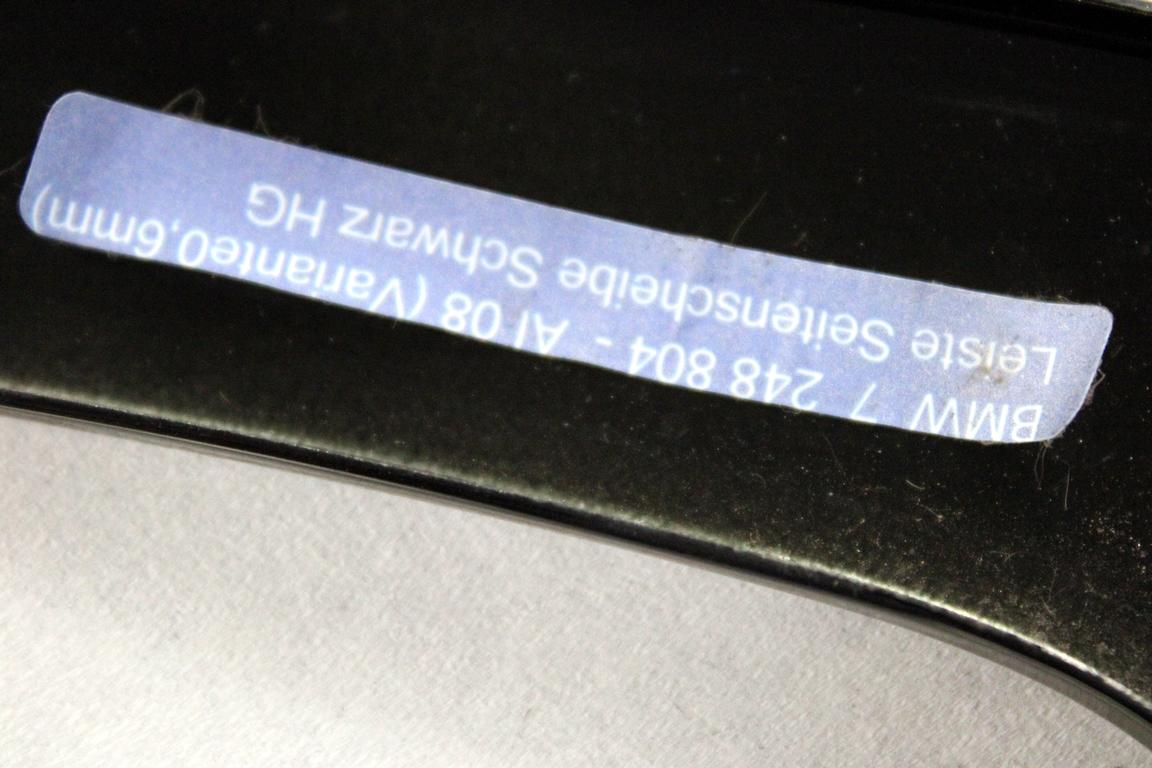 BMW 7 248 804 - AI 08 (Variante0,6mm)
Leiste Seitenscheibe Schwarz HG